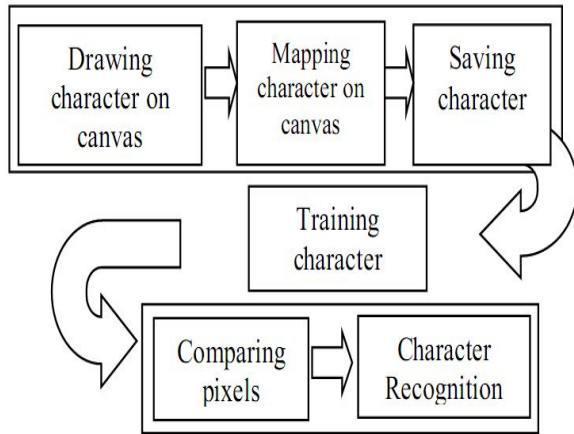 Drawing
character on
canvas
Mapping
character on
canvas
Saving
character
Training
character
Comparing
pixels
Character
Recognition